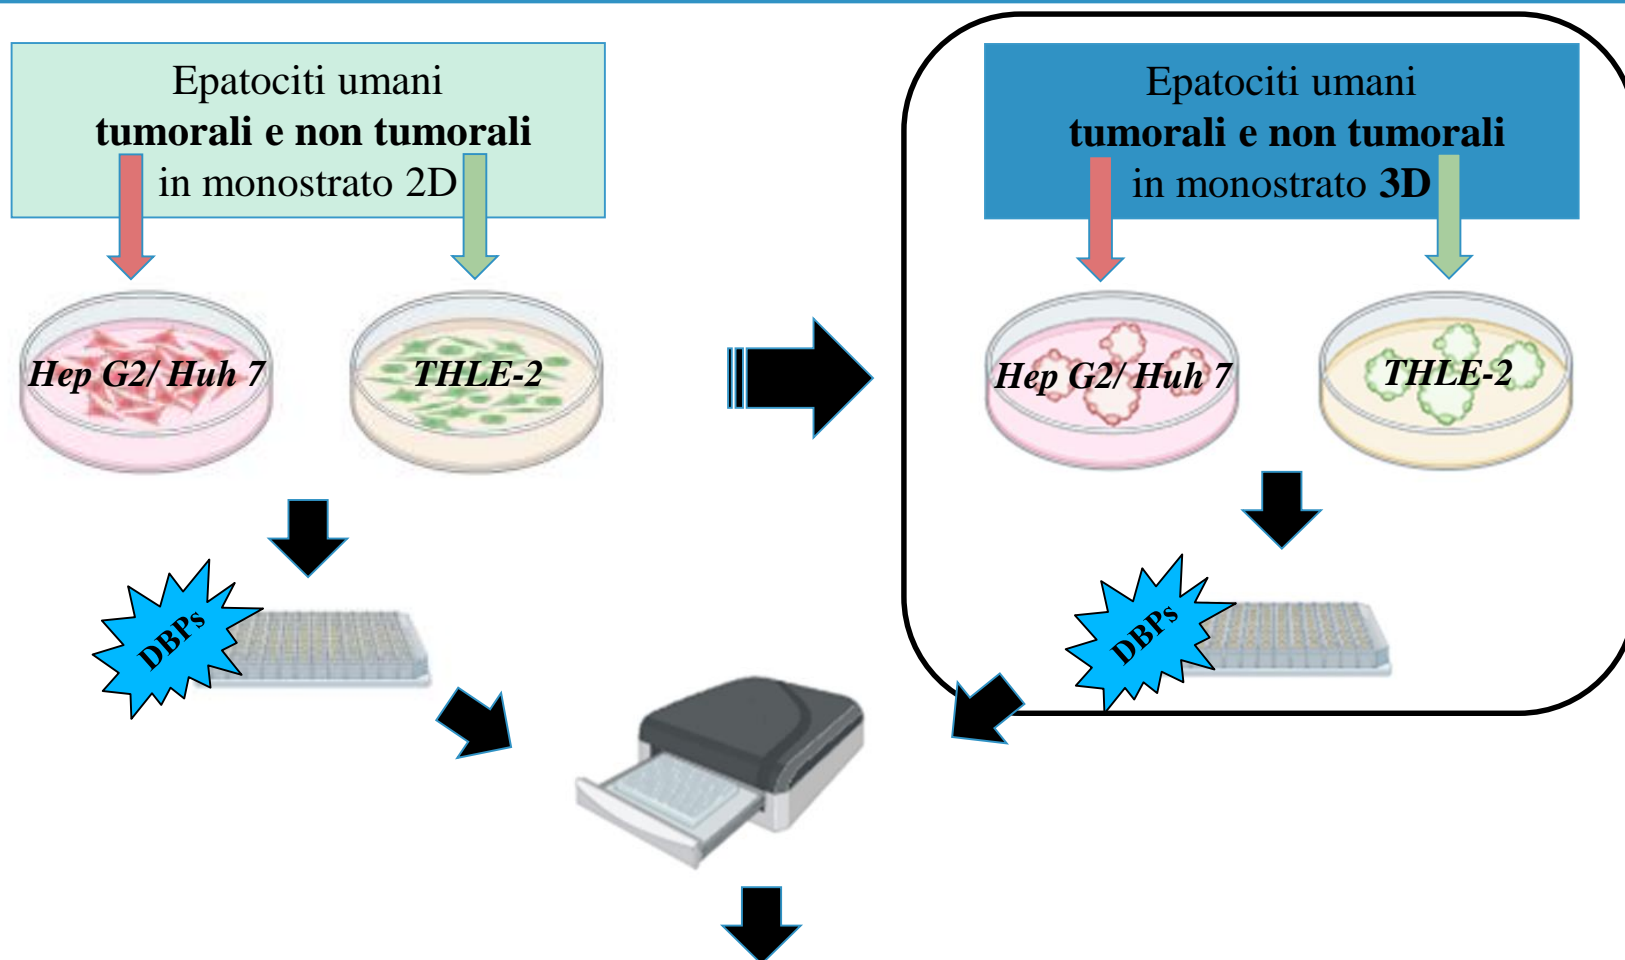 Epatociti umani
tumorali e non tumorali
in monostrato 2D
Hep G2/ Huh 7
THLE-2
DBPs
Epatociti umani
tumorali e non tumorali
in monostrato 3D
Hep G2/ Huh 7
THLE-2
DBPs